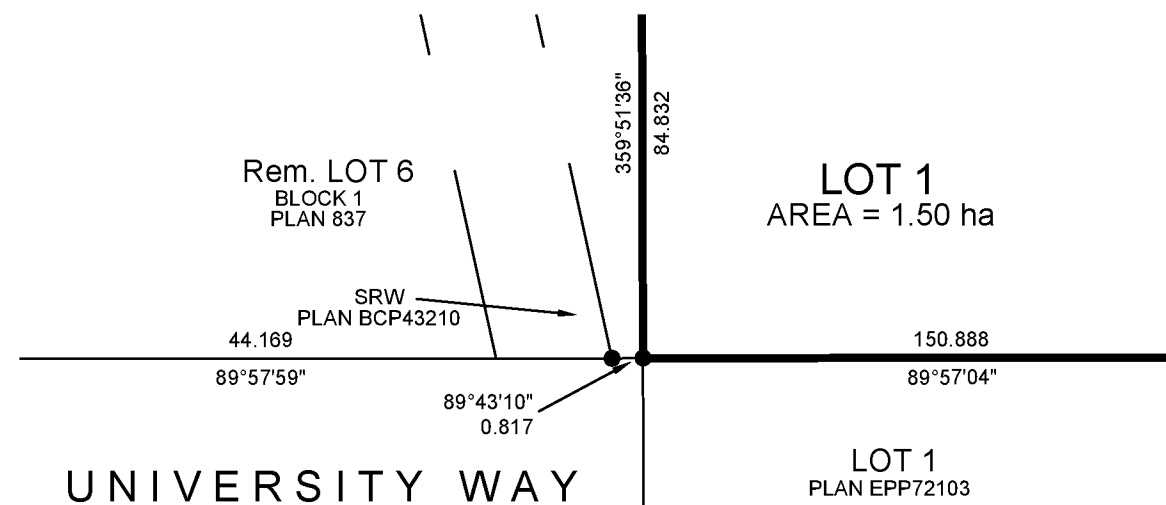 359°51'36"
84.832
Rem. LOT 6
BLOCK 1
PLAN 837
LOT 1
AREA = 1.50 ha
SRW
PLAN BCP43210
44.169
89°57'59"
150.888
89°57'04"
89°43'10"
0.817
LOT 1
PLAN EPP72103
UNIVERSITY WAY